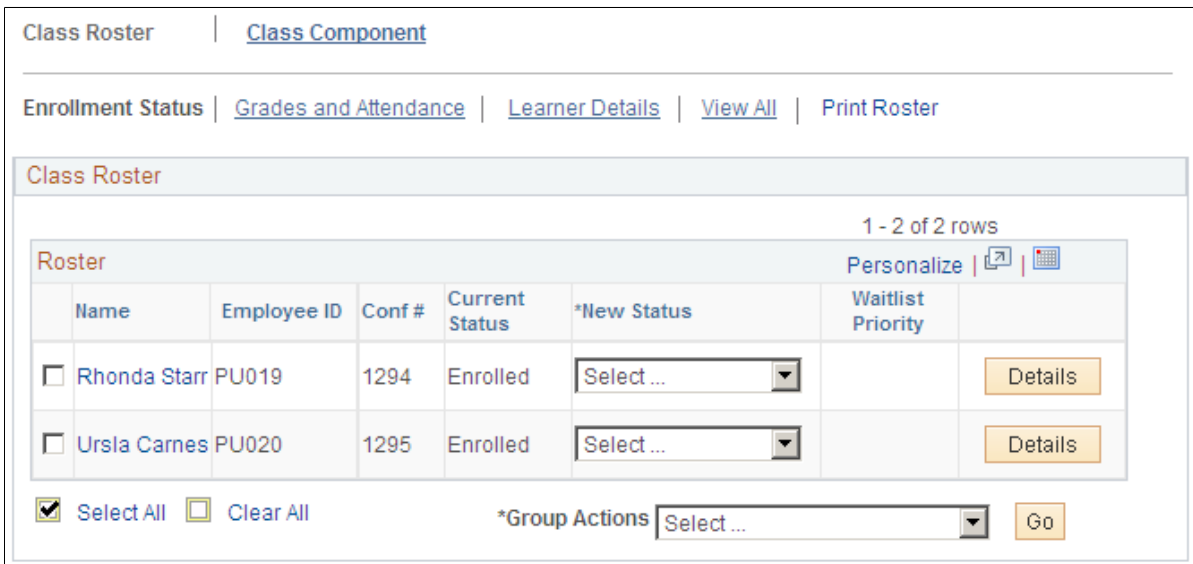 Class Roster | Class Component
Enrollment Status | Grades and Attendance | Learner Details | View All | Print Roster
Class Roster
1 - 2 of 2 rows
Roster Personalize | |
Name Employee ID Conf # Current Status *New Status Waitlist Priority
Rhonda Starr PU019 1294 Enrolled Select ... Details
Ursla Carnes PU020 1295 Enrolled Select ... Details
Select All Clear All *Group Actions Select ... Go